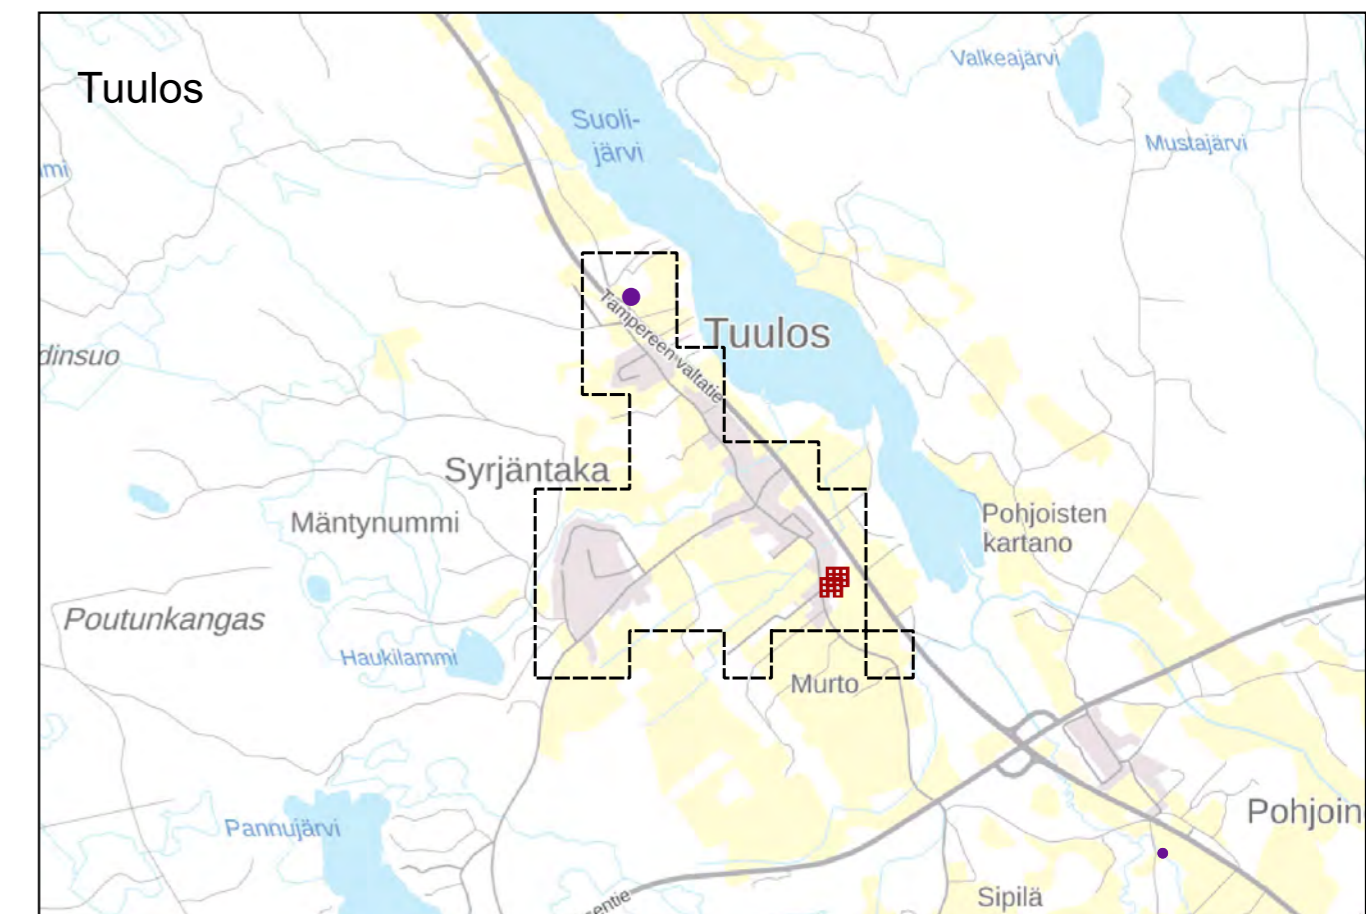 Tuulos
Valkeajärvi
Suoli-
järvi
Mustajärvi
mi
Tampereen valtatie
Tuulos
dinsuo
Syrjäntaka
Mäntynummi
Pohjoisten
kartano
Poutunkangas
Haukilammi
Murto
Pannujärvi
Pohjoin
Sipilä
sentie